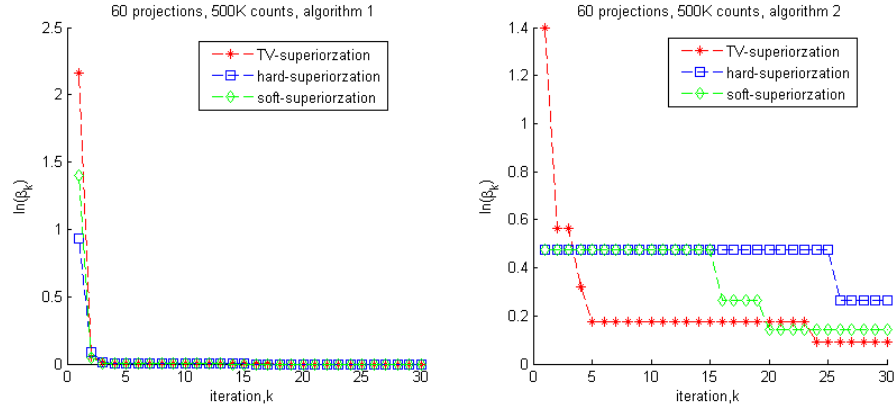 60 projections, 500K counts, algorithm 1
2.5
2
1.5
1
0.5
0
ln(β_k)
TV-superiorzation
hard-superiorzation
soft-superiorzation
0 5 10 15 20 25 30
iteration,k
60 projections, 500K counts, algorithm 2
1.4
1.2
1
0.8
0.6
0.4
0.2
0
ln(β_k)
TV-superiorzation
hard-superiorzation
soft-superiorzation
0 5 10 15 20 25 30
iteration,k